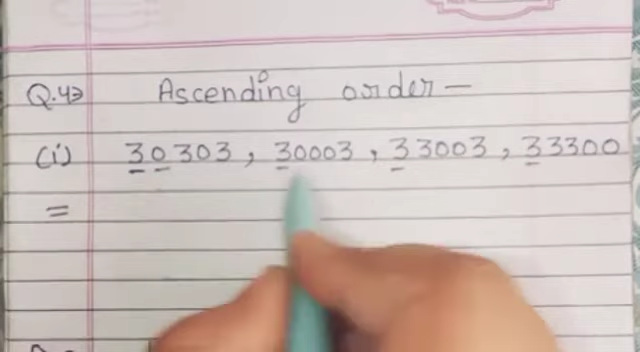 Q.4⇒ Ascending order —
(i) 30303, 30003, 33003, 33300
=